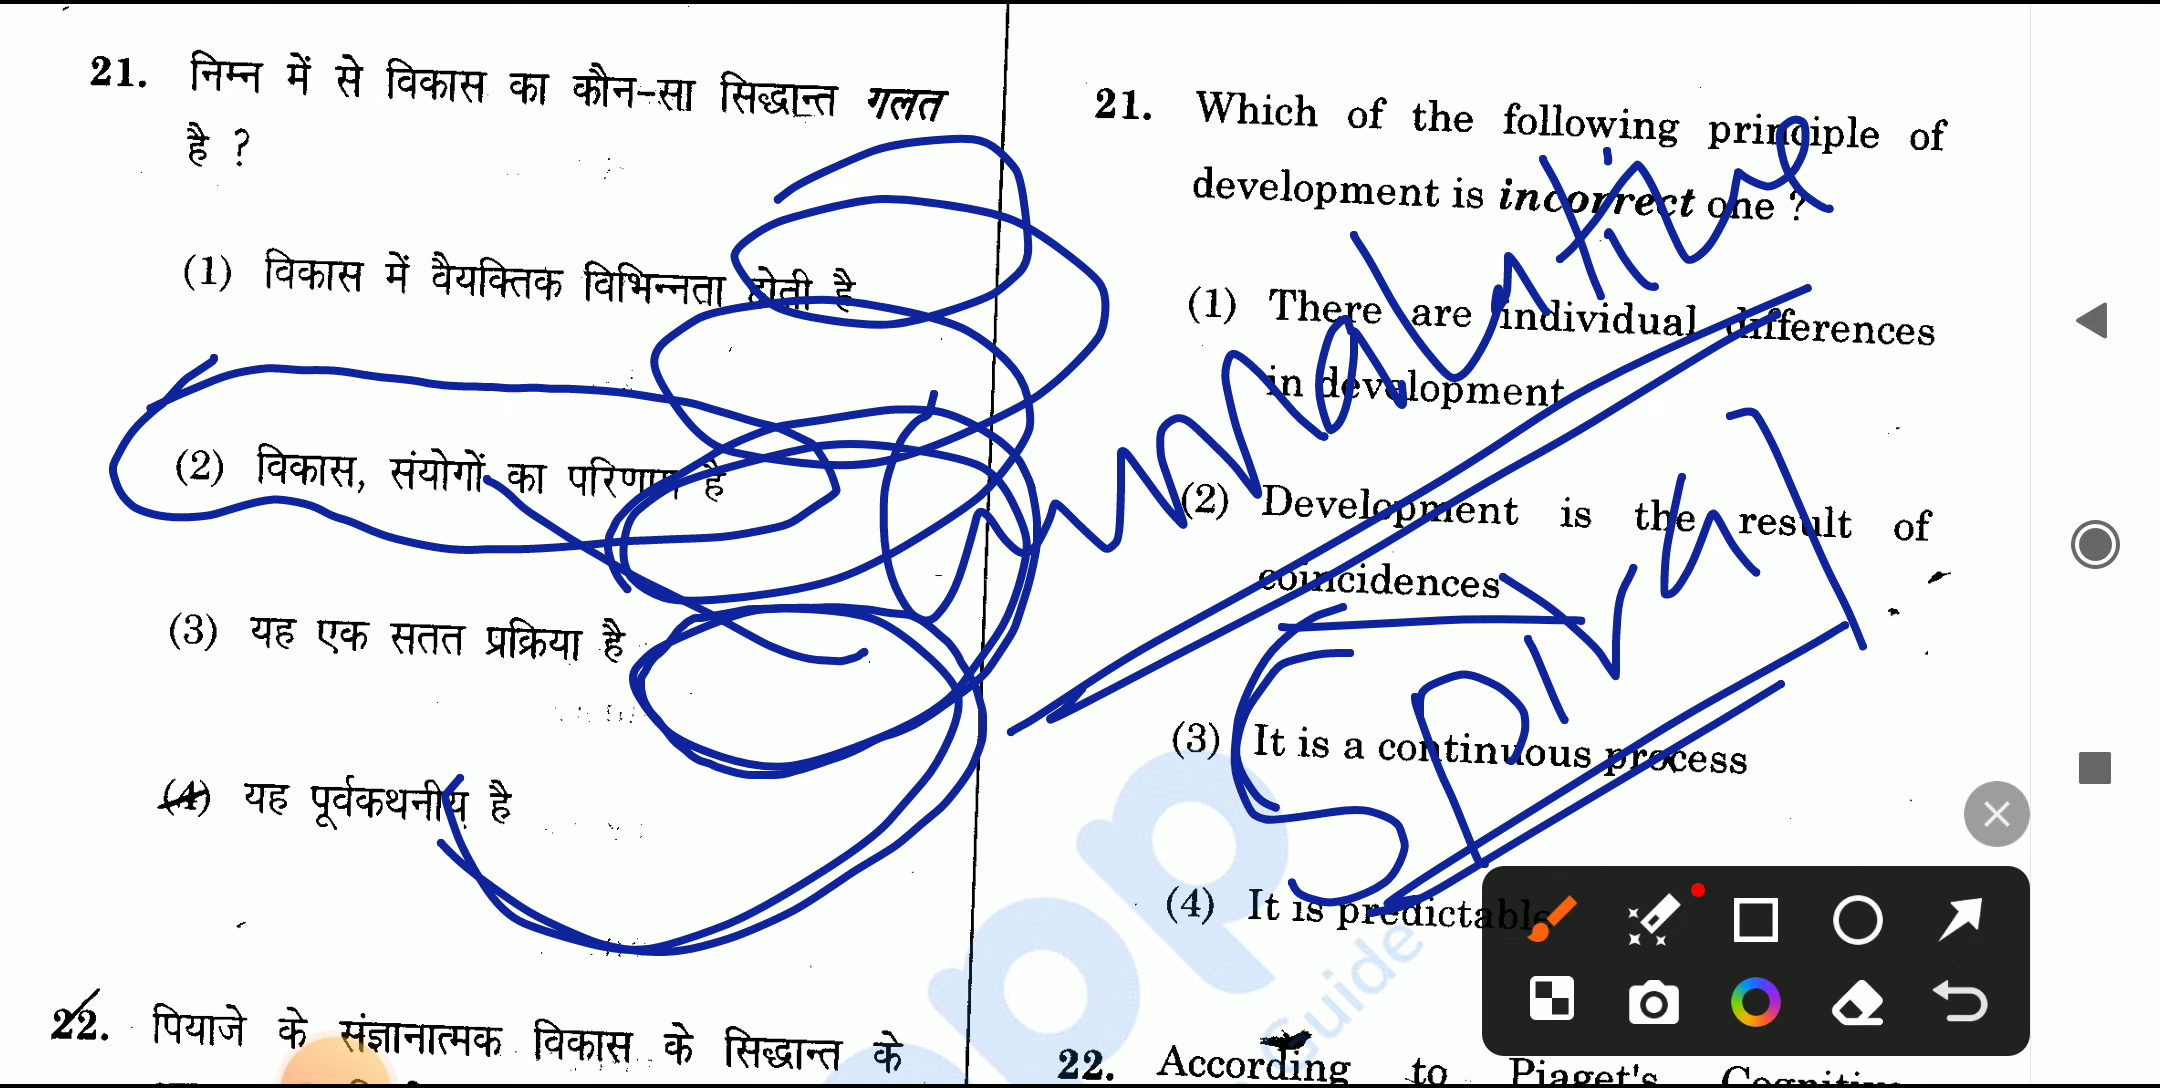 21. निम्न में से विकास का कौन-सा सिद्धान्त गलत
है ?
(1) विकास में वैयक्तिक विभिन्नता होती है
(2) विकास, संयोगों का परिणाम है
(3) यह एक सतत प्रक्रिया है
(4) यह पूर्वकथनीय है
22. पियाजे के संज्ञानात्मक विकास के सिद्धान्त के
21. Which of the following principle of
development is incorrect one ?
(1) There are individual differences
in development
(2) Development is the result of
coincidences
(3) It is a continuous process
(4) It is predictable
22. According to Piaget's Cognitive
Spiral
Guide